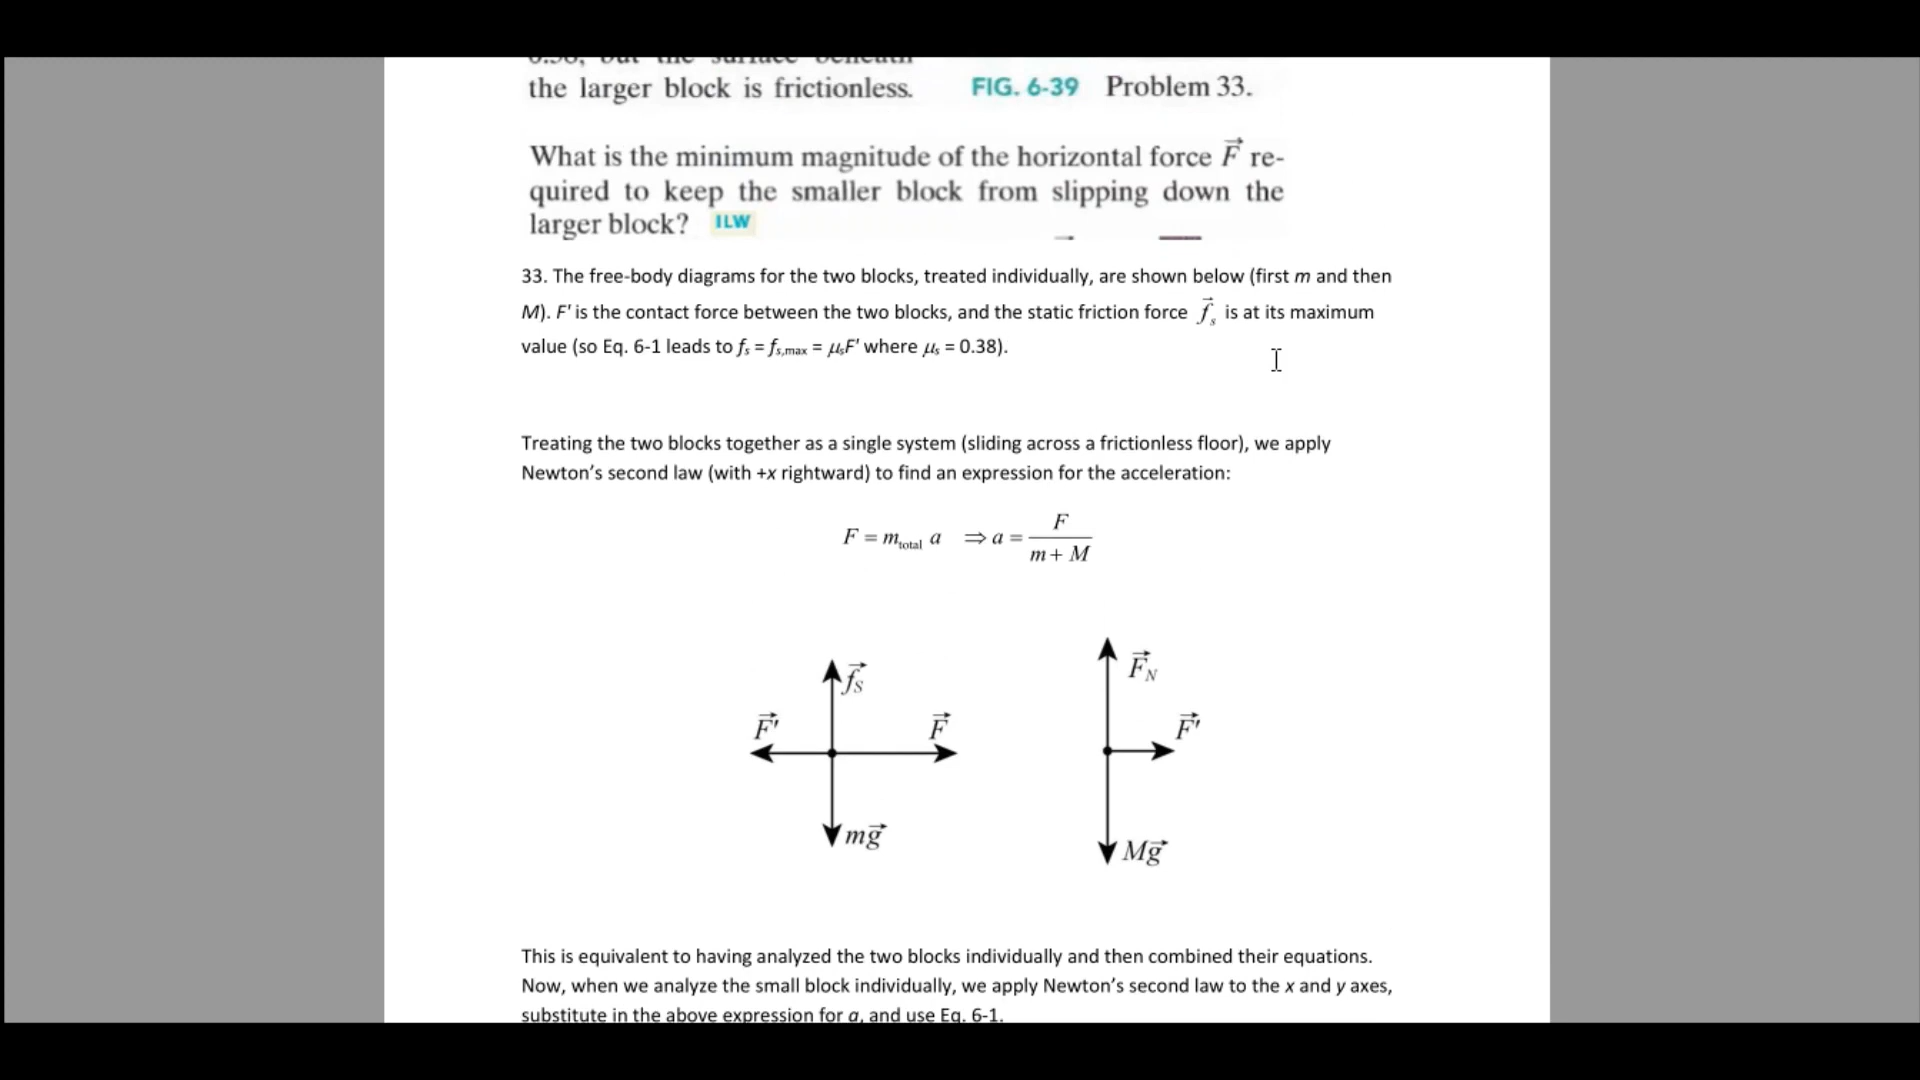 but the surface beneath
the larger block is frictionless.
FIG. 6-39 Problem 33.
What is the minimum magnitude of the horizontal force F⃗ re-
quired to keep the smaller block from slipping down the
larger block? ILW
33. The free-body diagrams for the two blocks, treated individually, are shown below (first m and then
M). F' is the contact force between the two blocks, and the static friction force f⃗ₛ is at its maximum
value (so Eq. 6-1 leads to fₛ = fs,max = μₛF' where μₛ = 0.38).
Treating the two blocks together as a single system (sliding across a frictionless floor), we apply
Newton’s second law (with +x rightward) to find an expression for the acceleration:
F = m_total a ⇒ a = F / (m + M)
f⃗_S
F⃗'
F⃗
mg⃗
F⃗_N
F⃗'
Mg⃗
This is equivalent to having analyzed the two blocks individually and then combined their equations.
Now, when we analyze the small block individually, we apply Newton’s second law to the x and y axes,
substitute in the above expression for a, and use Eq. 6-1.